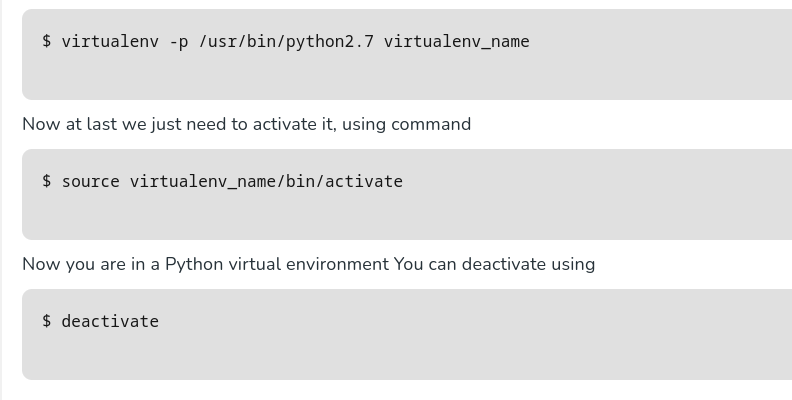 $ virtualenv -p /usr/bin/python2.7 virtualenv_name
Now at last we just need to activate it, using command
$ source virtualenv_name/bin/activate
Now you are in a Python virtual environment You can deactivate using
$ deactivate